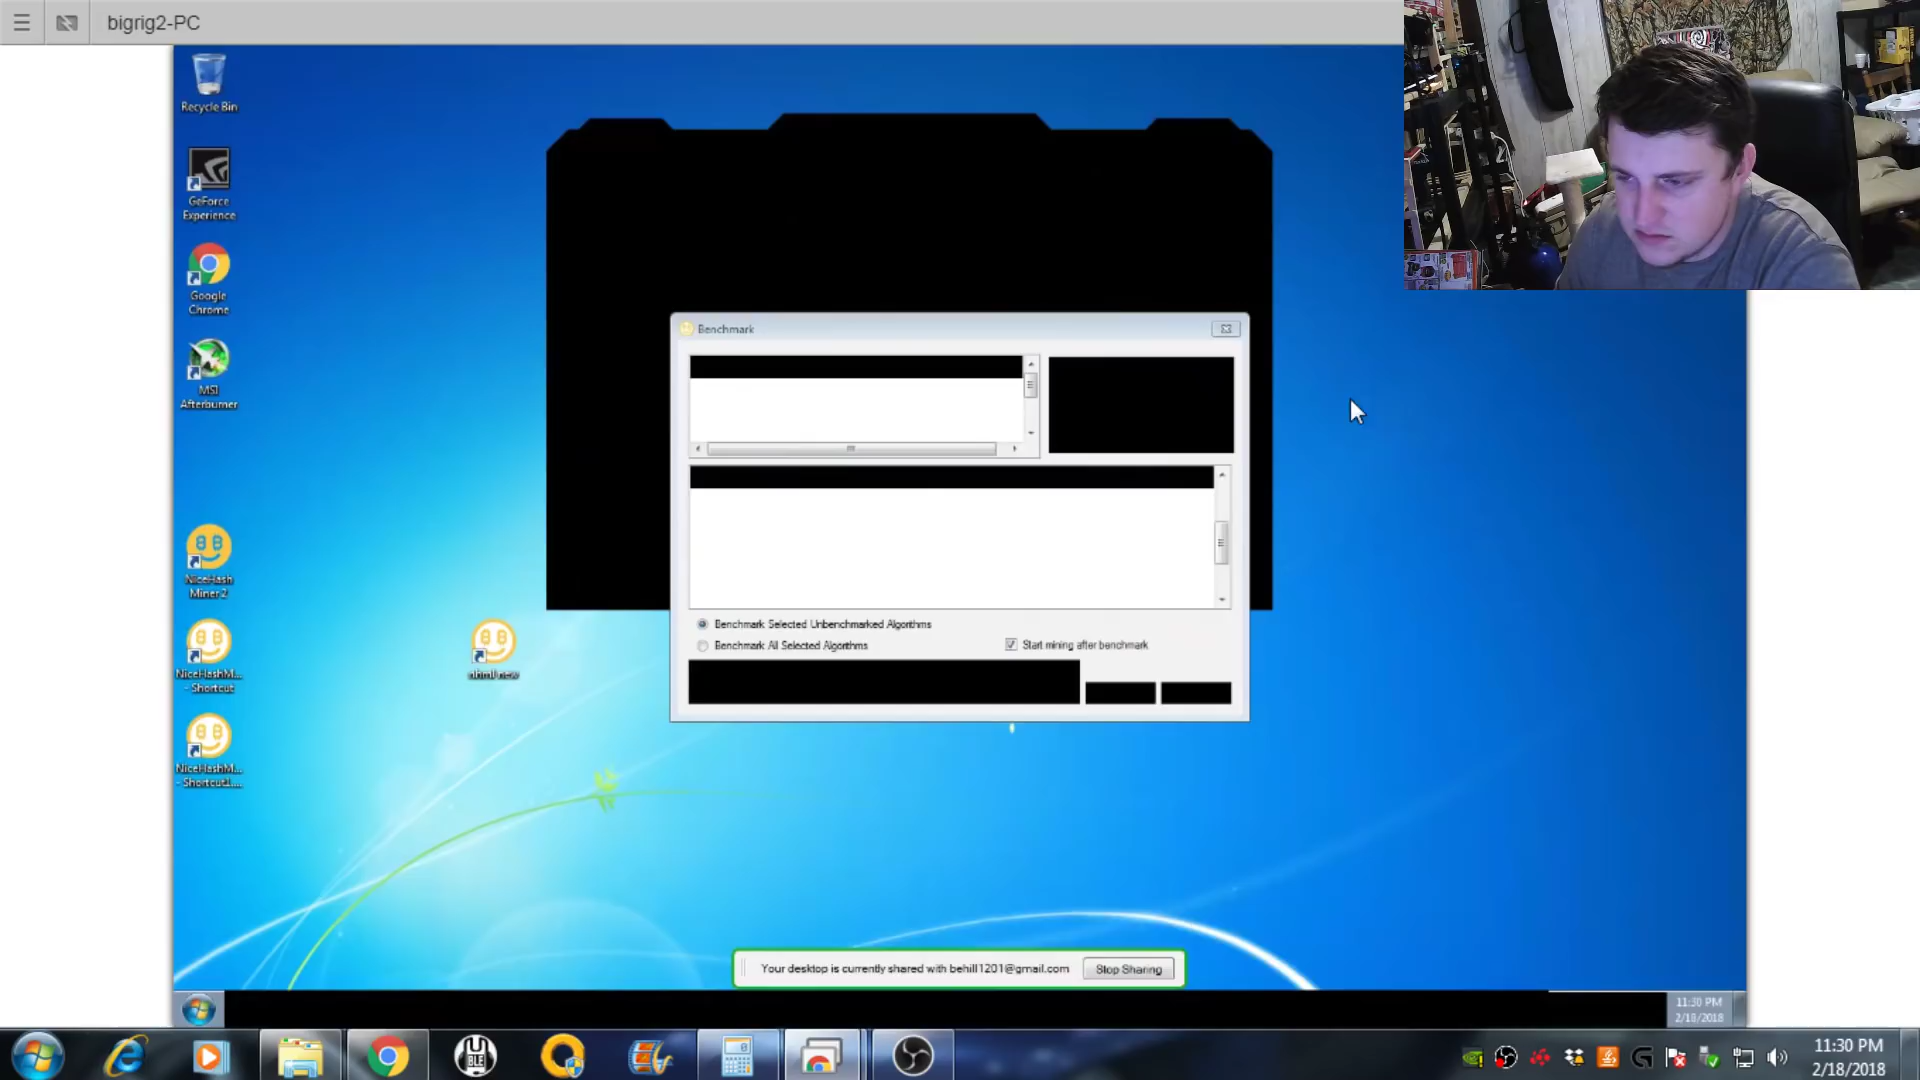 bigrig2-PC
Recycle Bin
GeForce
Experience
Google
Chrome
MSI
Afterburner
NiceHash
Miner 2
NiceHashM...
- Shortcut
NiceHashM...
- Shortcut...
nhml new
Benchmark
Benchmark Selected Unbenchmarked Algorithms
Benchmark All Selected Algorithms
Start mining after benchmark
Your desktop is currently shared with behill1201@gmail.com
Stop Sharing
11:30 PM
2/18/2018
11:30 PM
2/18/2018